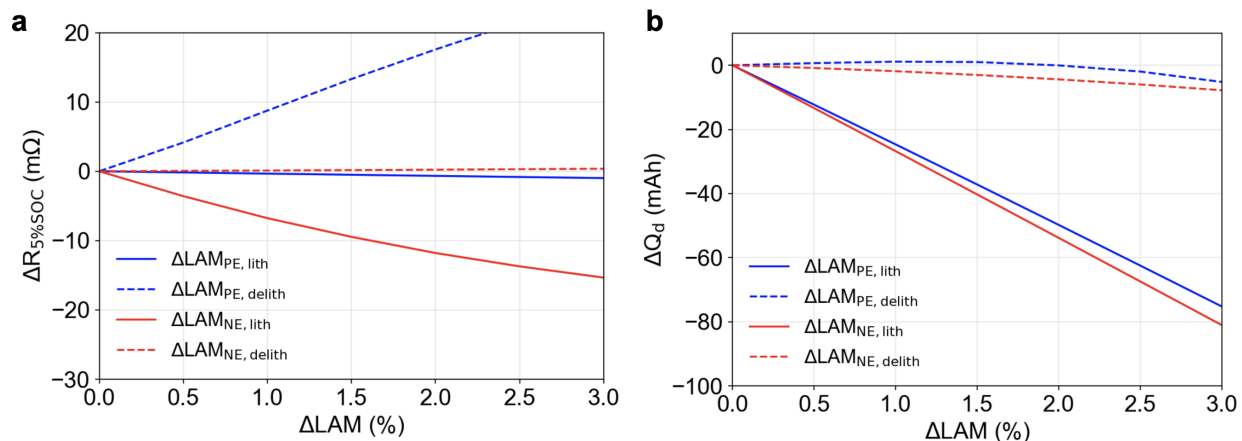 a
ΔR5%SOC (mΩ)
20
10
0
−10
−20
−30
ΔLAMPE, lith
ΔLAMPE, delith
ΔLAMNE, lith
ΔLAMNE, delith
0.0 0.5 1.0 1.5 2.0 2.5 3.0
ΔLAM (%)
b
ΔQd (mAh)
0
−20
−40
−60
−80
−100
ΔLAMPE, lith
ΔLAMPE, delith
ΔLAMNE, lith
ΔLAMNE, delith
0.0 0.5 1.0 1.5 2.0 2.5 3.0
ΔLAM (%)